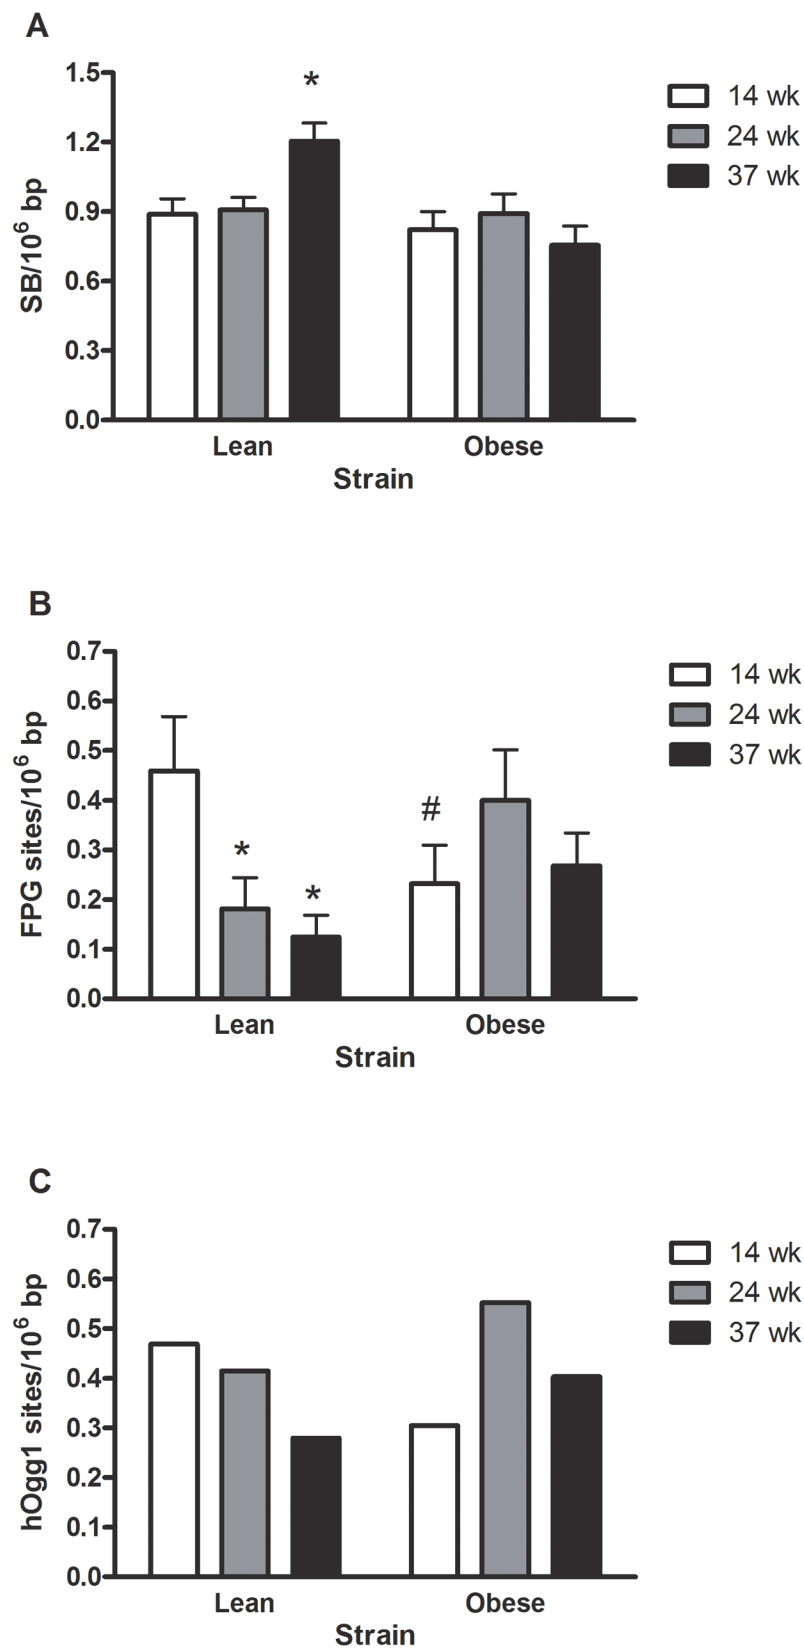 A
SB/10⁶ bp
1.5
1.2
0.9
0.6
0.3
0.0
*
Lean
Obese
Strain
14 wk
24 wk
37 wk
B
FPG sites/10⁶ bp
0.7
0.6
0.5
0.4
0.3
0.2
0.1
0.0
*
*
#
Lean
Obese
Strain
14 wk
24 wk
37 wk
C
hOgg1 sites/10⁶ bp
0.7
0.6
0.5
0.4
0.3
0.2
0.1
0.0
Lean
Obese
Strain
14 wk
24 wk
37 wk